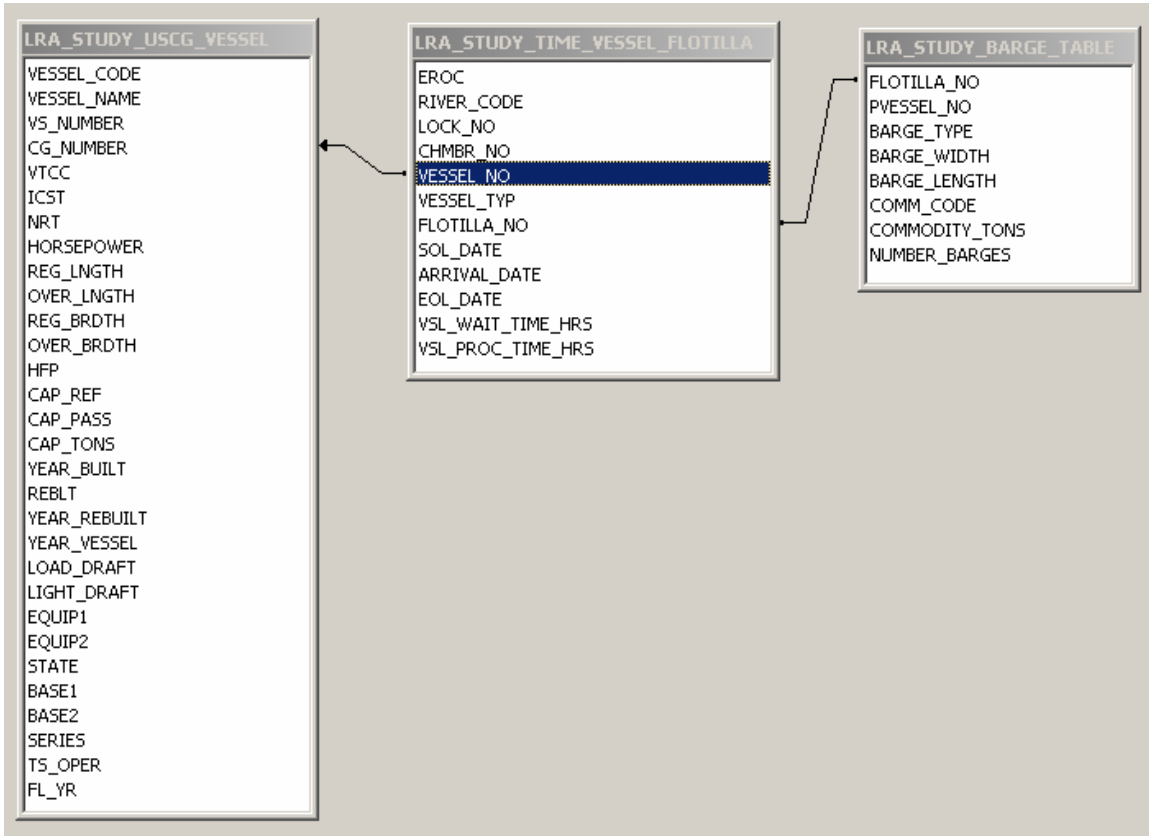 LRA_STUDY_USCG_VESSEL
VESSEL_CODE
VESSEL_NAME
VS_NUMBER
CG_NUMBER
VTCC
ICST
NRT
HORSEPOWER
REG_LNGTH
OVER_LNGTH
REG_BRDTH
OVER_BRDTH
HFP
CAP_REF
CAP_PASS
CAP_TONS
YEAR_BUILT
REBLT
YEAR_REBUILT
YEAR_VESSEL
LOAD_DRAFT
LIGHT_DRAFT
EQUIP1
EQUIP2
STATE
BASE1
BASE2
SERIES
TS_OPER
FL_YR
LRA_STUDY_TIME_VESSEL_FLOTILLA
EROC
RIVER_CODE
LOCK_NO
CHMBR_NO
VESSEL_NO
VESSEL_TYP
FLOTILLA_NO
SOL_DATE
ARRIVAL_DATE
EOL_DATE
VSL_WAIT_TIME_HRS
VSL_PROC_TIME_HRS
LRA_STUDY_BARGE_TABLE
FLOTILLA_NO
PVESSEL_NO
BARGE_TYPE
BARGE_WIDTH
BARGE_LENGTH
COMM_CODE
COMMODITY_TONS
NUMBER_BARGES